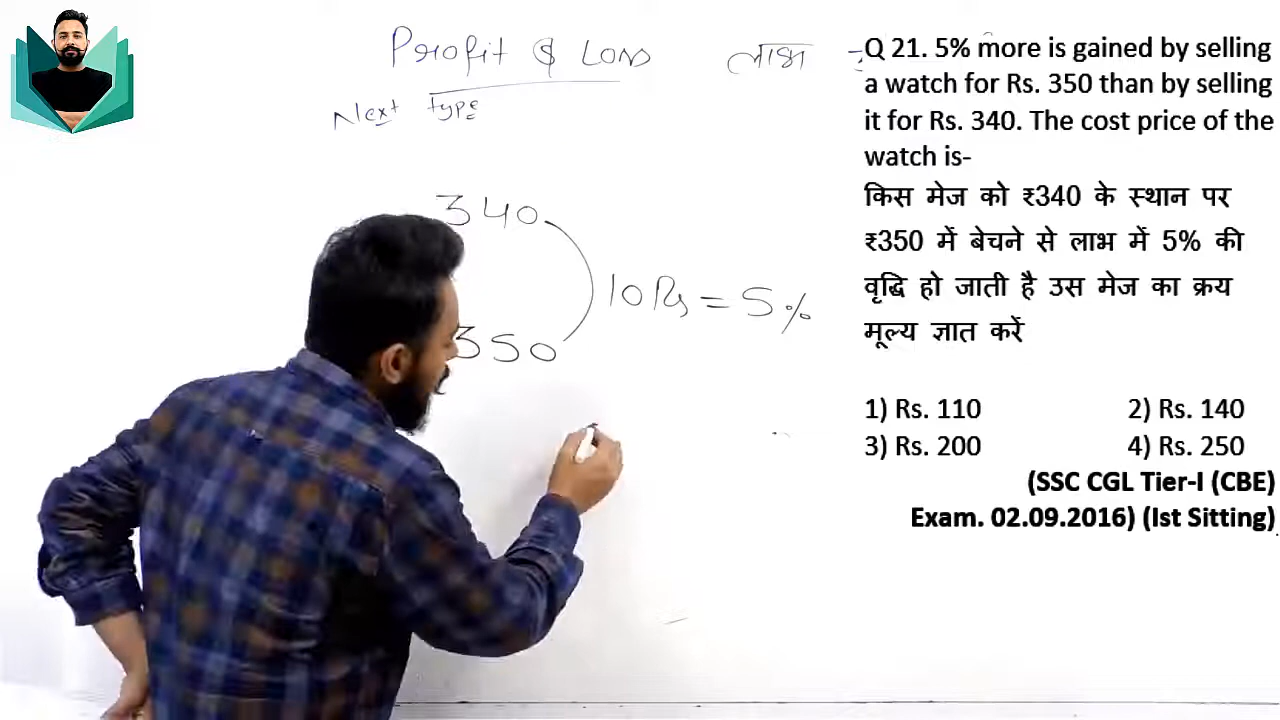 Profit & Loss लाभ
Next type
340
10 Rs = 5%
350
Q 21. 5% more is gained by selling
a watch for Rs. 350 than by selling
it for Rs. 340. The cost price of the
watch is-
किस मेज को ₹340 के स्थान पर
₹350 में बेचने से लाभ में 5% की
वृद्धि हो जाती है उस मेज का क्रय
मूल्य ज्ञात करें
1) Rs. 110 2) Rs. 140
3) Rs. 200 4) Rs. 250
(SSC CGL Tier-I (CBE)
Exam. 02.09.2016) (Ist Sitting)